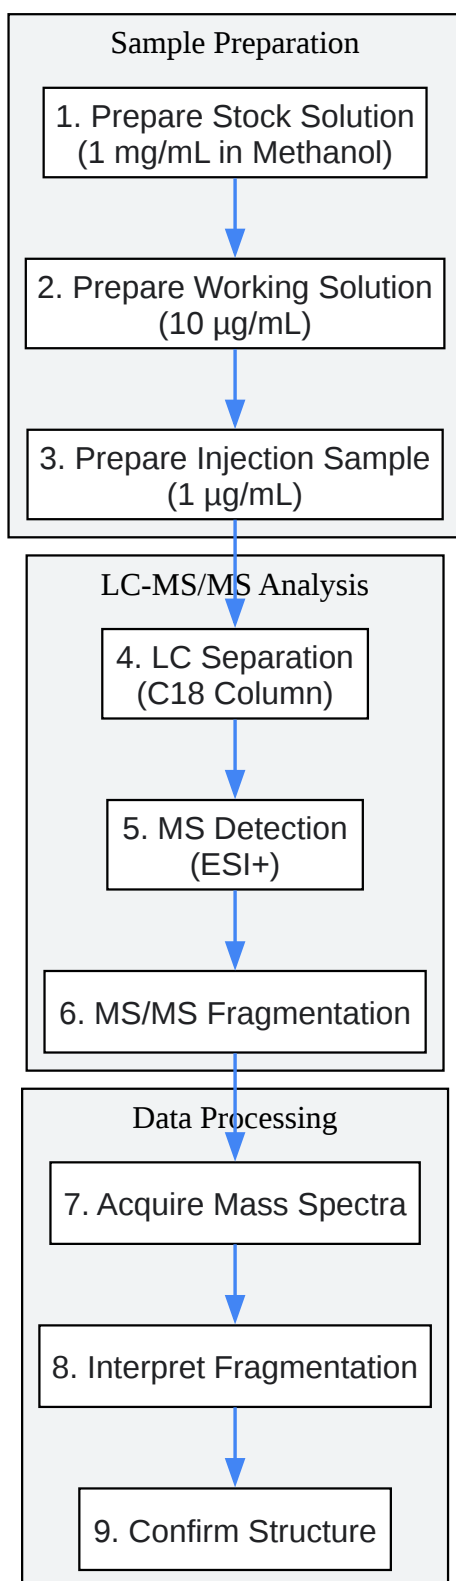 Sample Preparation
1. Prepare Stock Solution
(1 mg/mL in Methanol)
2. Prepare Working Solution
(10 µg/mL)
3. Prepare Injection Sample
(1 µg/mL)
LC-MS/MS Analysis
4. LC Separation
(C18 Column)
5. MS Detection
(ESI+)
6. MS/MS Fragmentation
Data Processing
7. Acquire Mass Spectra
8. Interpret Fragmentation
9. Confirm Structure